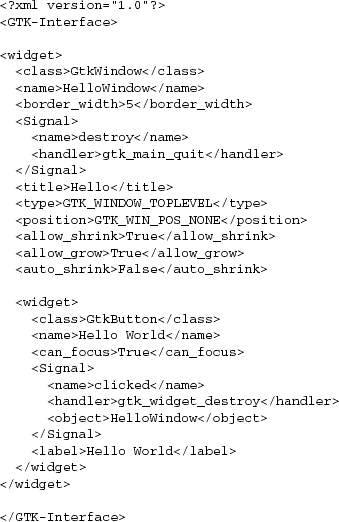 <?xml version="1.0"?>
<GTK-Interface>

<widget>
  <class>GtkWindow</class>
  <name>HelloWindow</name>
  <border_width>5</border_width>
  <Signal>
    <name>destroy</name>
    <handler>gtk_main_quit</handler>
  </Signal>
  <title>Hello</title>
  <type>GTK_WINDOW_TOPLEVEL</type>
  <position>GTK_WIN_POS_NONE</position>
  <allow_shrink>True</allow_shrink>
  <allow_grow>True</allow_grow>
  <auto_shrink>False</auto_shrink>

  <widget>
    <class>GtkButton</class>
    <name>Hello World</name>
    <can_focus>True</can_focus>
    <Signal>
      <name>clicked</name>
      <handler>gtk_widget_destroy</handler>
      <object>HelloWindow</object>
    </Signal>
    <label>Hello World</label>
  </widget>
</widget>

</GTK-Interface>